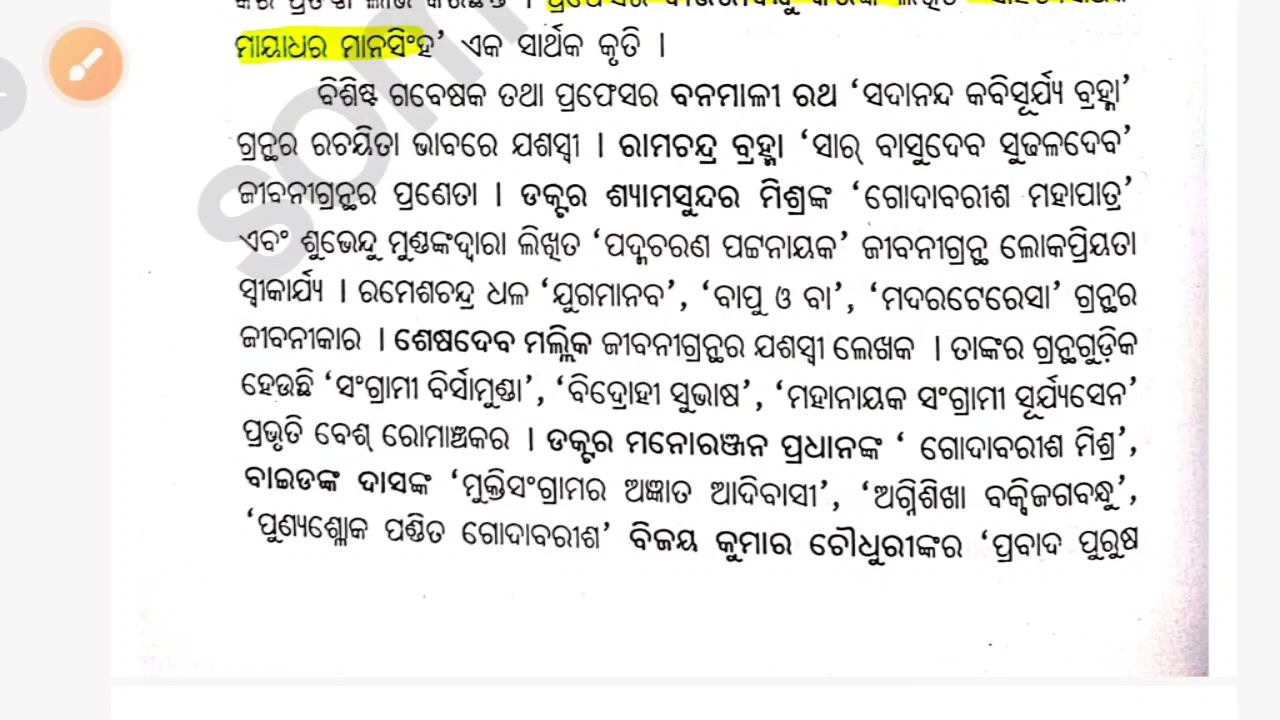 ମାୟାଧର ମାନସିଂହ’ ଏକ ସାର୍ଥକ କୃତି ।
ବିଶିଷ୍ଟ ଗବେଷକ ତଥା ପ୍ରଫେସର ବନମାଳୀ ରଥ ‘ସଦାନନ୍ଦ କବିସୂର୍ଯ୍ୟ ବ୍ରହ୍ମା’
ଗ୍ରନ୍ଥର ରଚୟିତା ଭାବରେ ଯଶସ୍ୱୀ । ରାମଚନ୍ଦ୍ର ବ୍ରହ୍ମା ‘ସାର୍ ବାସୁଦେବ ସୁଢଳଦେବ’
ଜୀବନୀଗ୍ରନ୍ଥର ପ୍ରଣେତା । ଡକ୍ଟର ଶ୍ୟାମସୁନ୍ଦର ମିଶ୍ରଙ୍କ ‘ଗୋଦାବରୀଶ ମହାପାତ୍ର’
ଏବଂ ଶୁଭେନ୍ଦୁ ମୁଣ୍ଡଙ୍କଦ୍ୱାରା ଲିଖିତ ‘ପଦ୍ମଚରଣ ପଟ୍ଟନାୟକ’ ଜୀବନୀଗ୍ରନ୍ଥ ଲୋକପ୍ରିୟତା
ସ୍ୱୀକାର୍ଯ୍ୟ । ରମେଶଚନ୍ଦ୍ର ଧଳ ‘ଯୁଗମାନବ’, ‘ବାପୁ ଓ ବା’, ‘ମଦରଟେରେସା’ ଗ୍ରନ୍ଥର
ଜୀବନୀକାର । ଶେଷଦେବ ମଲ୍ଲିକ ଜୀବନୀଗ୍ରନ୍ଥର ଯଶସ୍ୱୀ ଲେଖକ । ତାଙ୍କର ଗ୍ରନ୍ଥଗୁଡ଼ିକ
ହେଉଛି ‘ସଂଗ୍ରାମୀ ବିର୍ସାମୁଣ୍ଡା’, ‘ବିଦ୍ରୋହୀ ସୁଭାଷ’, ‘ମହାନାୟକ ସଂଗ୍ରାମୀ ସୂର୍ଯ୍ୟସେନ’
ପ୍ରଭୃତି ବେଶ୍ ରୋମାଞ୍ଚକର । ଡକ୍ଟର ମନୋରଞ୍ଜନ ପ୍ରଧାନଙ୍କ ‘ ଗୋଦାବରୀଶ ମିଶ୍ର’,
ବାଇଡଙ୍କ ଦାସଙ୍କ ‘ମୁକ୍ତିସଂଗ୍ରାମର ଅଜ୍ଞାତ ଆଦିବାସୀ’, ‘ଅଗ୍ନିଶିଖା ବକ୍ସିଜଗବନ୍ଧୁ’,
‘ପୁଣ୍ୟଶ୍ଳୋକ ପଣ୍ଡିତ ଗୋଦାବରୀଶ’ ବିଜୟ କୁମାର ଚୌଧୁରୀଙ୍କର ‘ପ୍ରବାଦ ପୁରୁଷ